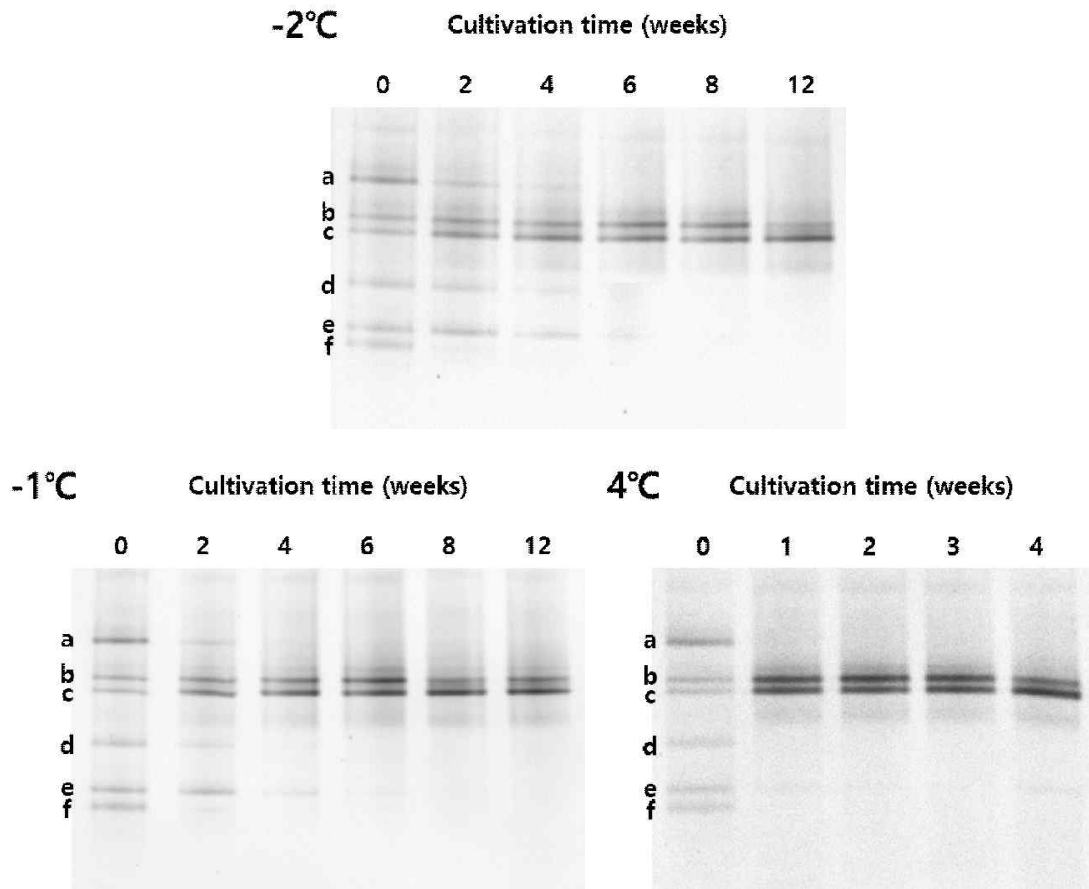 -2°C Cultivation time (weeks)
0 2 4 6 8 12
a
b
c
d
e
f
-1°C Cultivation time (weeks)
0 2 4 6 8 12
a
b
c
d
e
f
4°C Cultivation time (weeks)
0 1 2 3 4
a
b
c
d
e
f